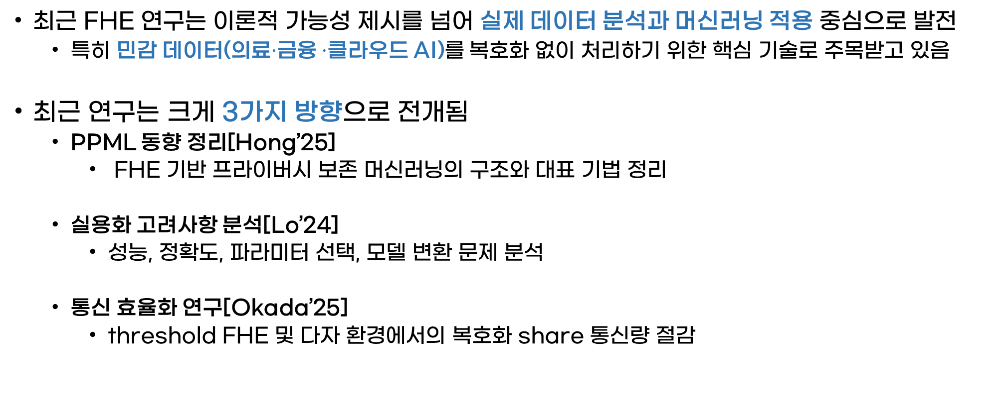 • 최근 FHE 연구는 이론적 가능성 제시를 넘어 실제 데이터 분석과 머신러닝 적용 중심으로 발전
• 특히 민감 데이터(의료·금융 ·클라우드 AI)를 복호화 없이 처리하기 위한 핵심 기술로 주목받고 있음
• 최근 연구는 크게 3가지 방향으로 전개됨
• PPML 동향 정리[Hong’25]
• FHE 기반 프라이버시 보존 머신러닝의 구조와 대표 기법 정리
• 실용화 고려사항 분석[Lo’24]
• 성능, 정확도, 파라미터 선택, 모델 변환 문제 분석
• 통신 효율화 연구[Okada’25]
• threshold FHE 및 다자 환경에서의 복호화 share 통신량 절감